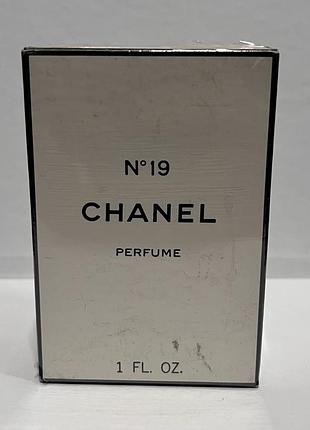 N°19
CHANEL
PERFUME
1 FL. OZ.